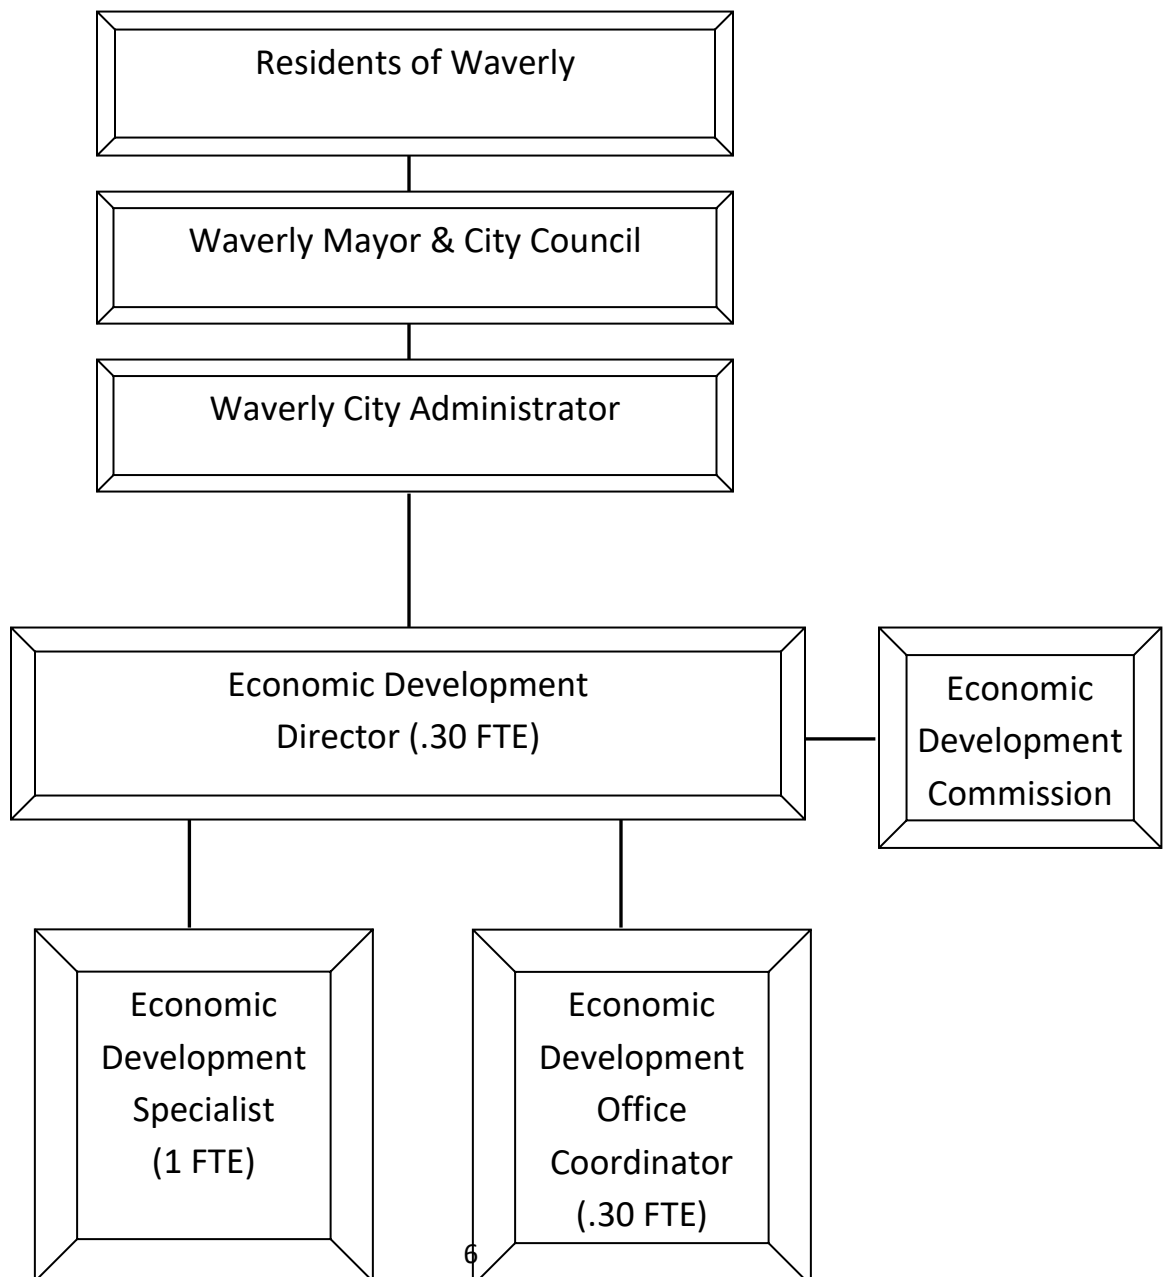 Residents of Waverly
Waverly Mayor & City Council
Waverly City Administrator
Economic Development
Director (.30 FTE)
Economic
Development
Commission
Economic
Development
Specialist
(1 FTE)
Economic
Development
Office
Coordinator
(.30 FTE)
6